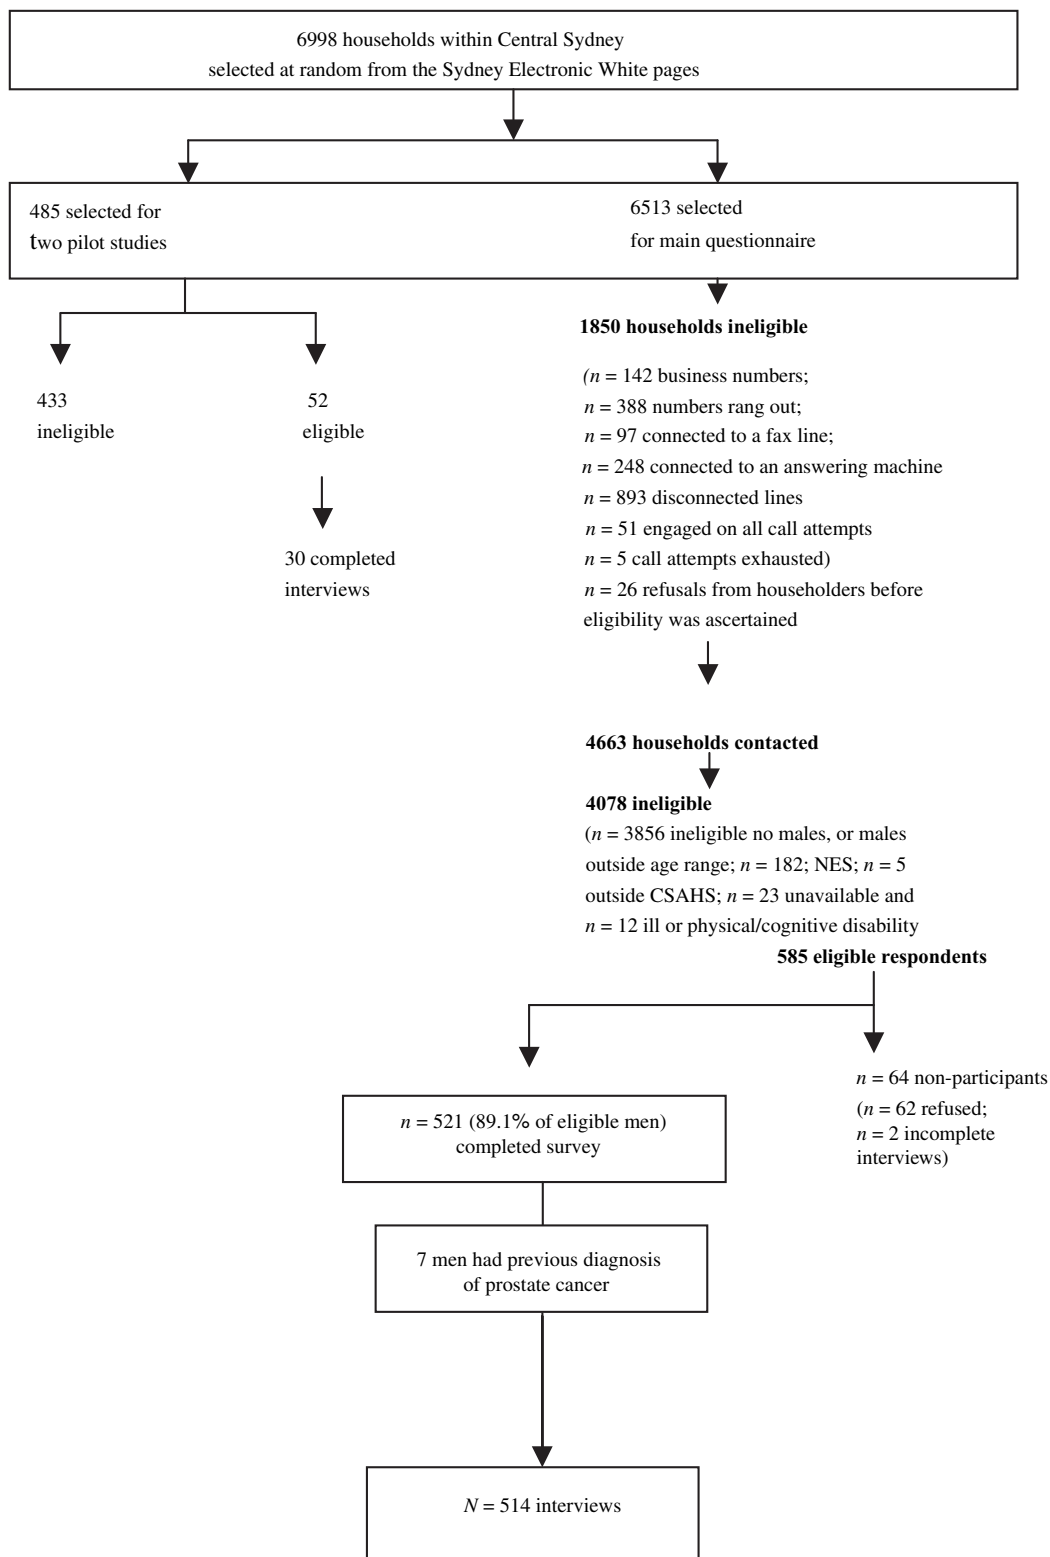 6998 households within Central Sydney
selected at random from the Sydney Electronic White pages
485 selected for
two pilot studies
6513 selected
for main questionnaire
433
ineligible
52
eligible
30 completed
interviews
1850 households ineligible
(n = 142 business numbers;
n = 388 numbers rang out;
n = 97 connected to a fax line;
n = 248 connected to an answering machine
n = 893 disconnected lines
n = 51 engaged on all call attempts
n = 5 call attempts exhausted)
n = 26 refusals from householders before
eligibility was ascertained
4663 households contacted
4078 ineligible
(n = 3856 ineligible no males, or males
outside age range; n = 182; NES; n = 5
outside CSAHS; n = 23 unavailable and
n = 12 ill or physical/cognitive disability
585 eligible respondents
n = 64 non-participants
(n = 62 refused;
n = 2 incomplete
interviews)
n = 521 (89.1% of eligible men)
completed survey
7 men had previous diagnosis
of prostate cancer
N = 514 interviews